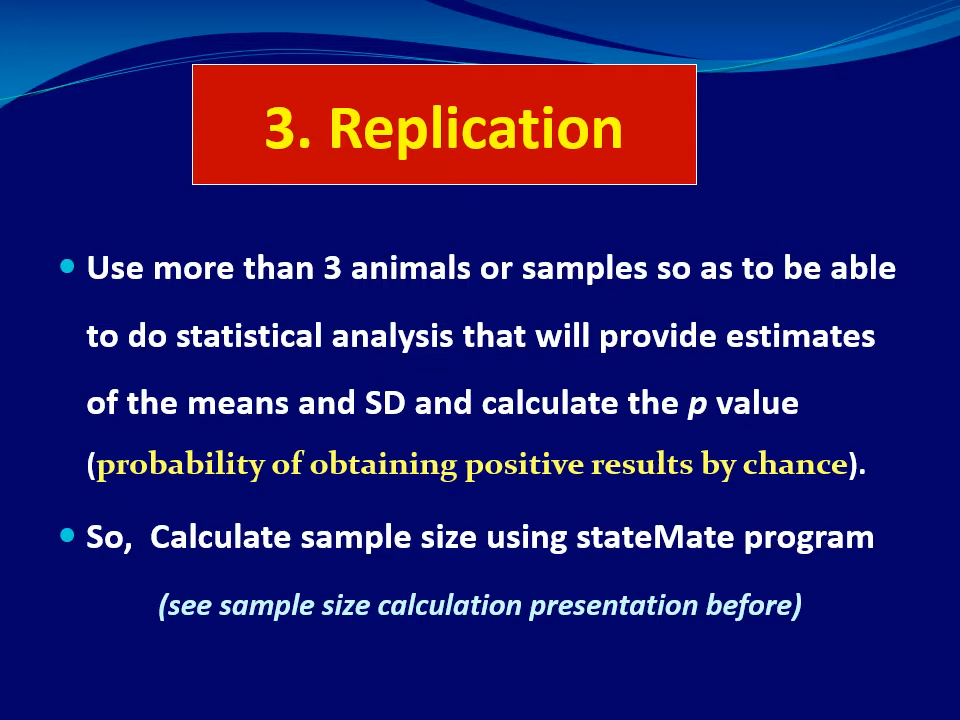 3. Replication
Use more than 3 animals or samples so as to be able
to do statistical analysis that will provide estimates
of the means and SD and calculate the p value
(probability of obtaining positive results by chance).
So,  Calculate sample size using stateMate program
(see sample size calculation presentation before)